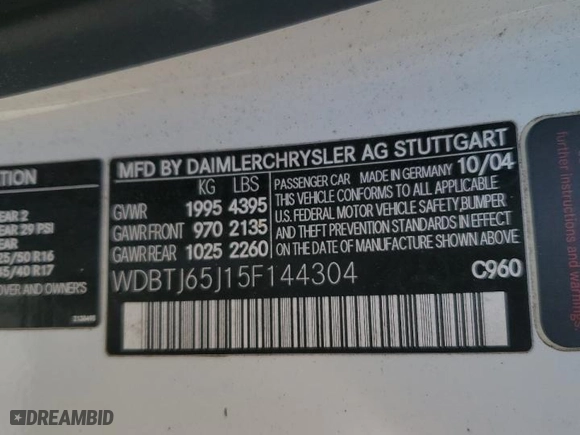 TION
EAR 2
EAR 29 PSI
EAR
25/50 R16
45/40 R17
OVER AND OWNER'S
MFD BY DAIMLERCHRYSLER AG STUTTGART
KG LBS
GVWR 1995 4395
GAWR FRONT 970 2135
GAWR REAR 1025 2260
PASSENGER CAR MADE IN GERMANY 10/04
THIS VEHICLE CONFORMS TO ALL APPLICABLE
U.S. FEDERAL MOTOR VEHICLE SAFETY, BUMPER
AND THEFT PREVENTION STANDARDS IN EFFECT
ON THE DATE OF MANUFACTURE SHOWN ABOVE.
WDBTJ65J15F144304 C960
further instructions
and warnings
DREAMBID